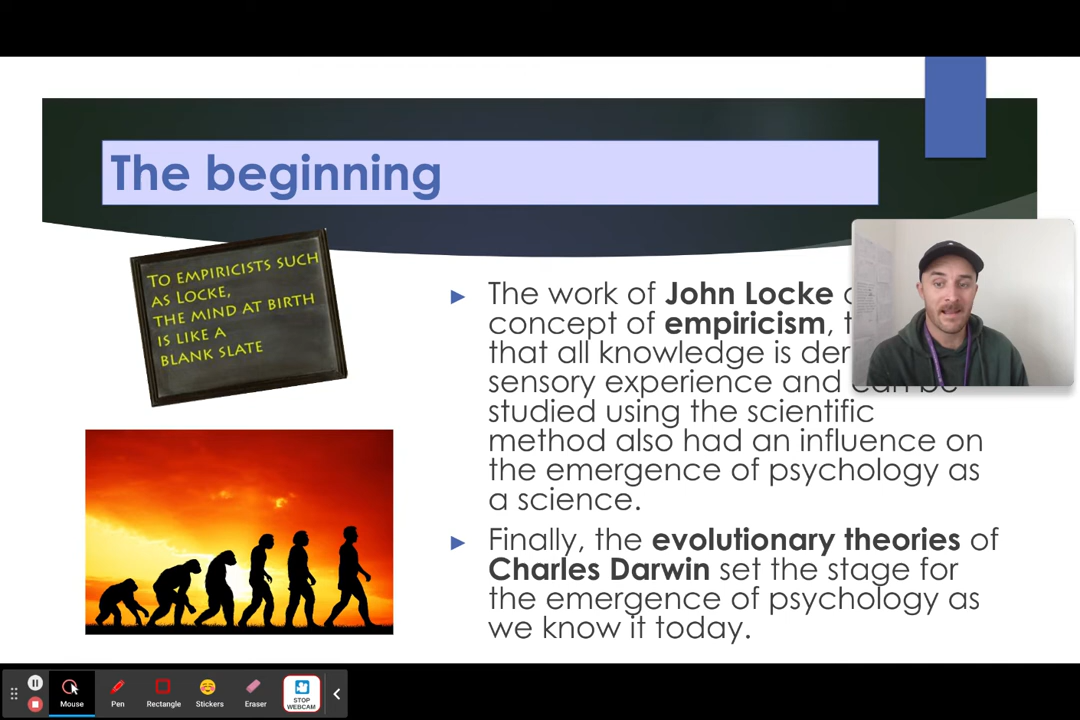 The beginning
TO EMPIRICISTS SUCH
AS LOCKE,
THE MIND AT BIRTH
IS LIKE A
BLANK SLATE
The work of John Locke
concept of empiricism,
that all knowledge is
sensory experience and can be
studied using the scientific
method also had an influence on
the emergence of psychology as
a science.
Finally, the evolutionary theories of
Charles Darwin set the stage for
the emergence of psychology as
we know it today.
Mouse
Pen
Rectangle
Stickers
Eraser
STOP
WEBCAM